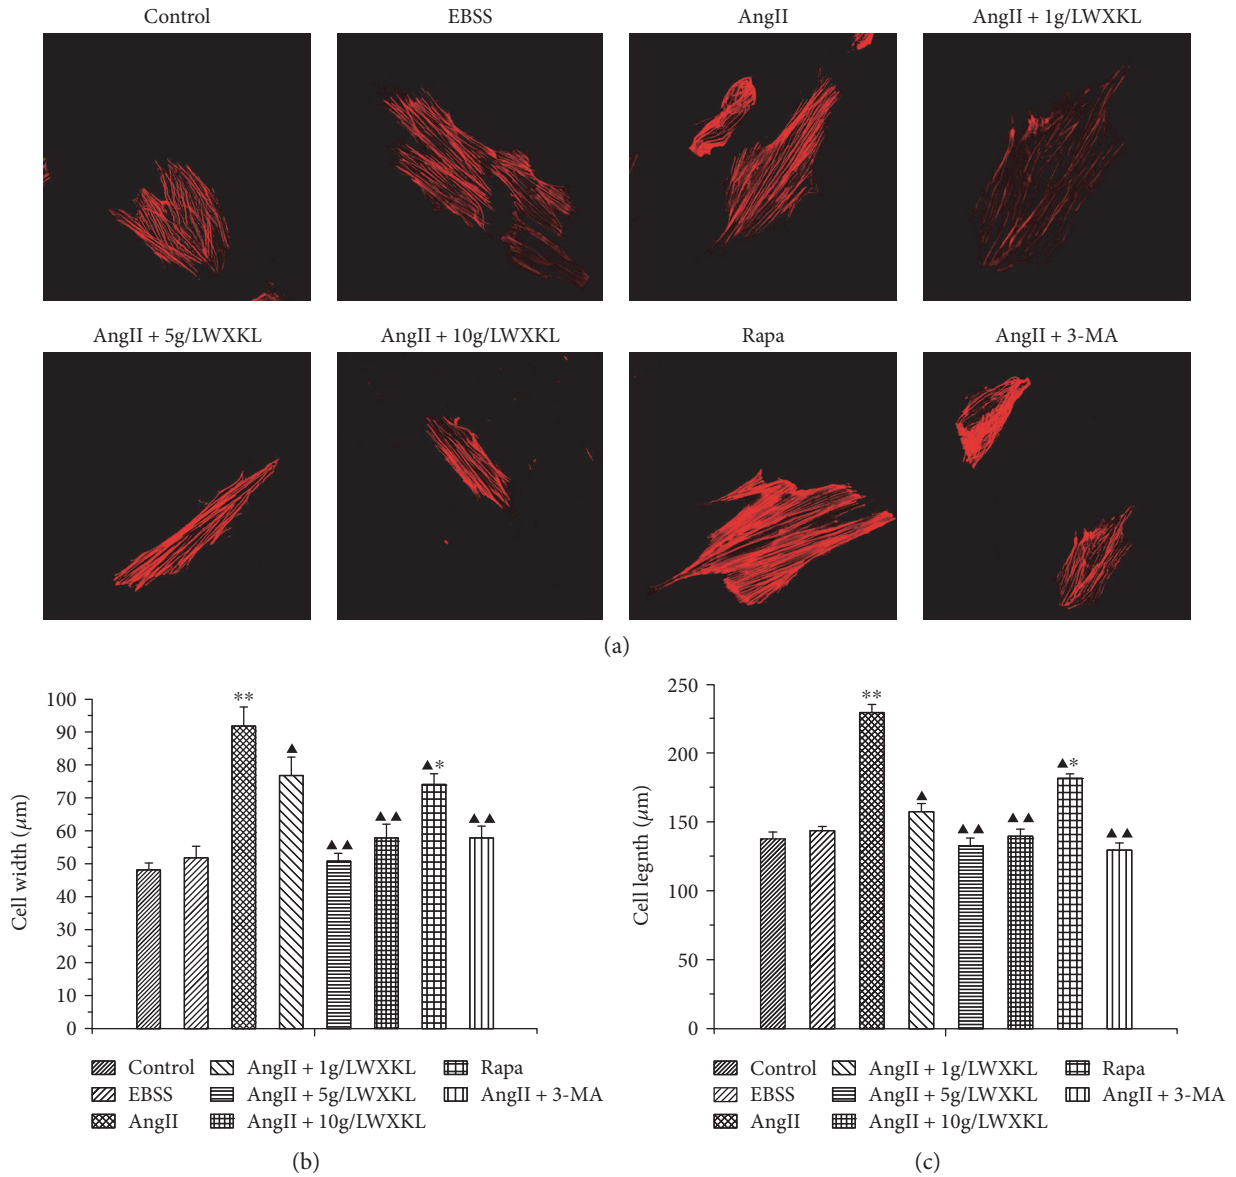 Control EBSS AngII AngII + 1g/LWXKL
AngII + 5g/LWXKL AngII + 10g/LWXKL Rapa AngII + 3-MA
(a)
100
90
80
70
60
50
40
30
20
10
0
Cell width (μm)
**
▲
▲▲
▲▲
▲*
▲▲
Control AngII + 1g/LWXKL Rapa
EBSS AngII + 5g/LWXKL AngII + 3-MA
AngII AngII + 10g/LWXKL
(b)
250
200
150
100
50
0
Cell legnth (μm)
**
▲
▲▲
▲▲
▲*
▲▲
Control AngII + 1g/LWXKL Rapa
EBSS AngII + 5g/LWXKL AngII + 3-MA
AngII AngII + 10g/LWXKL
(c)